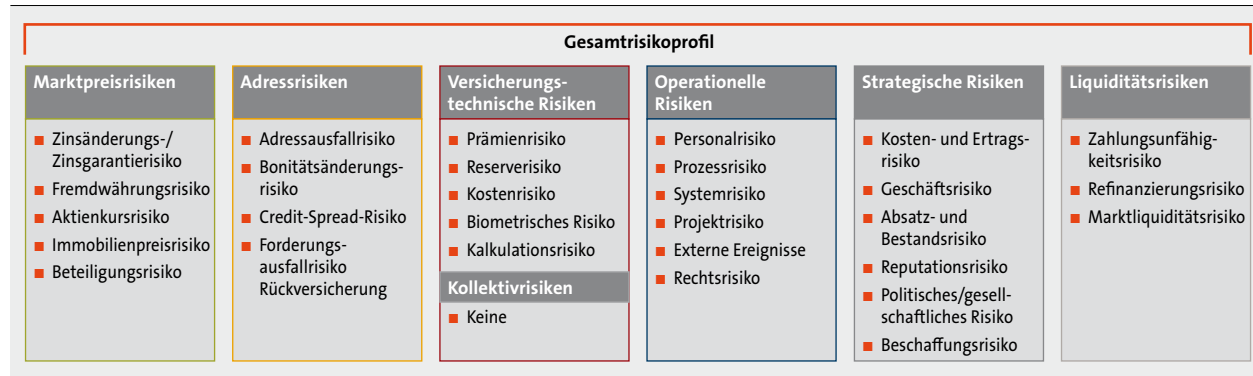 Gesamtrisikoprofil
Marktpreisrisiken
Zinsänderungs-/
Zinsgarantierisiko
Fremdwährungsrisiko
Aktienkursrisiko
Immobilienpreisrisiko
Beteiligungsrisiko
Adressrisiken
Adressausfallrisiko
Bonitätsänderungs-
risiko
Credit-Spread-Risiko
Forderungs-
ausfallrisiko
Rückversicherung
Versicherungs-
technische Risiken
Prämienrisiko
Reserverisiko
Kostenrisiko
Biometrisches Risiko
Kalkulationsrisiko
Kollektivrisiken
Keine
Operationelle
Risiken
Personalrisiko
Prozessrisiko
Systemrisiko
Projektrisiko
Externe Ereignisse
Rechtsrisiko
Strategische Risiken
Kosten- und Ertrags-
risiko
Geschäftsrisiko
Absatz- und
Bestandsrisiko
Reputationsrisiko
Politisches/gesell-
schaftliches Risiko
Beschaffungsrisiko
Liquiditätsrisiken
Zahlungsunfähig-
keitsrisiko
Refinanzierungsrisiko
Marktliquiditätsrisiko